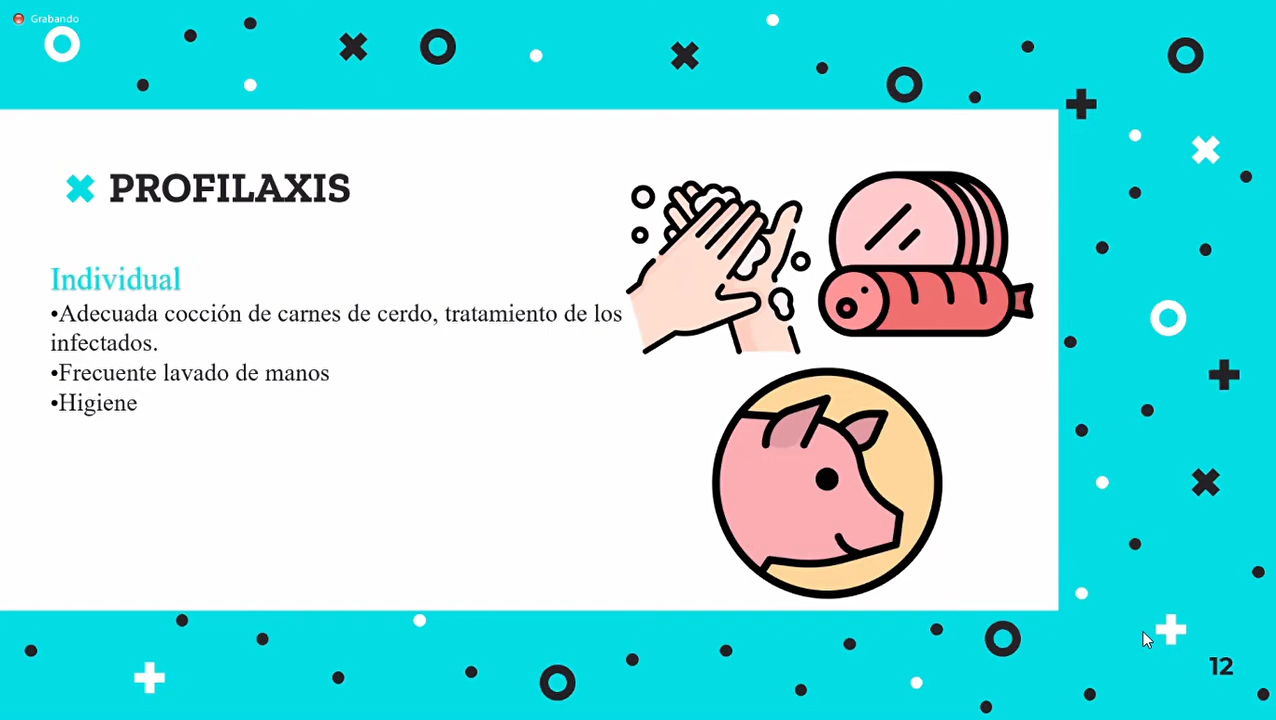 Grabando
PROFILAXIS
Individual
•Adecuada cocción de carnes de cerdo, tratamiento de los
infectados.
•Frecuente lavado de manos
•Higiene
12